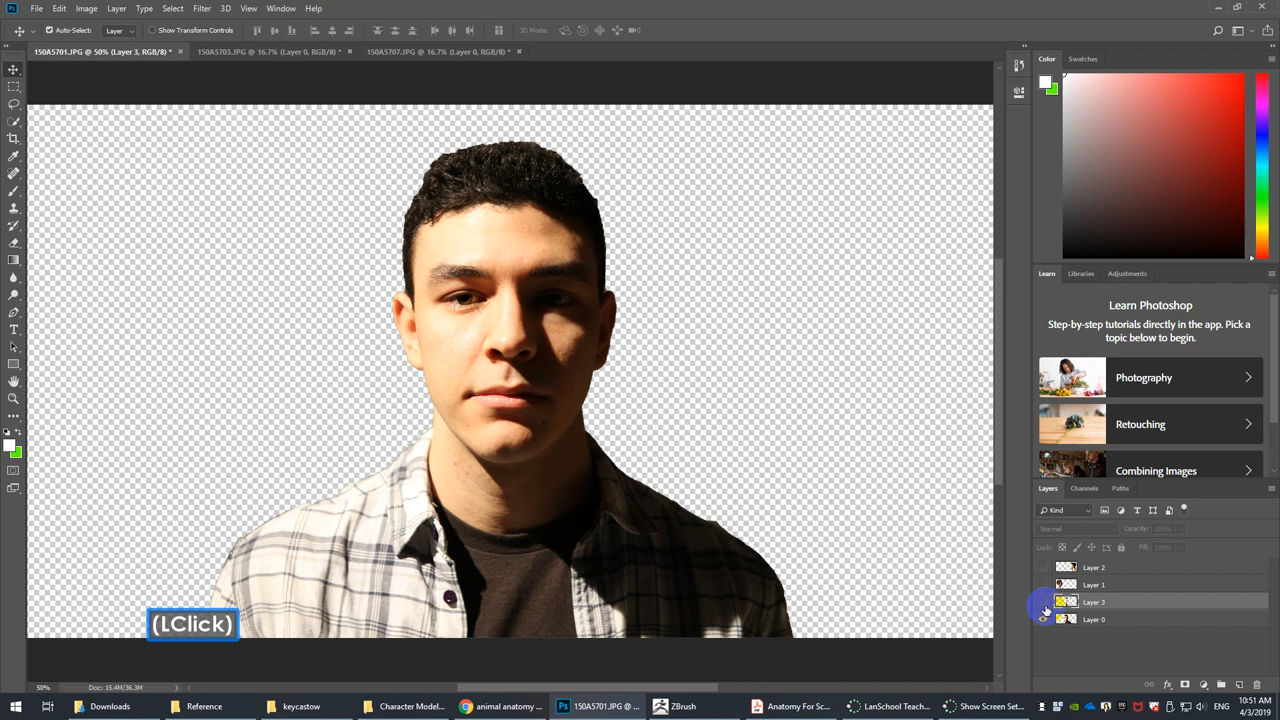 Ps File Edit Image Layer Type Select Filter 3D View Window Help
Auto-Select: Layer Show Transform Controls 3D Mode:
150A5701.JPG @ 50% (Layer 3, RGB/8) * × 150A5703.JPG @ 16.7% (Layer 0, RGB/8) * × 150A5707.JPG @ 16.7% (Layer 0, RGB/8) * ×
Color Swatches
Learn Libraries Adjustments
Learn Photoshop
Step-by-step tutorials directly in the app. Pick a
topic below to begin.
Photography
Retouching
Combining Images
Layers Channels Paths
Kind
Normal Opacity: 100%
Lock: Fill: 100%
Layer 2
Layer 1
Layer 3
Layer 0
(LClick)
50% Doc: 15.4M/36.3M
Downloads Reference keycastow Character Model... animal anatomy ... Ps 150A5701.JPG @ ... ZBrush Anatomy For Sc... LanSchool Teach... Show Screen Set... ENG
10:51 AM
4/3/2019